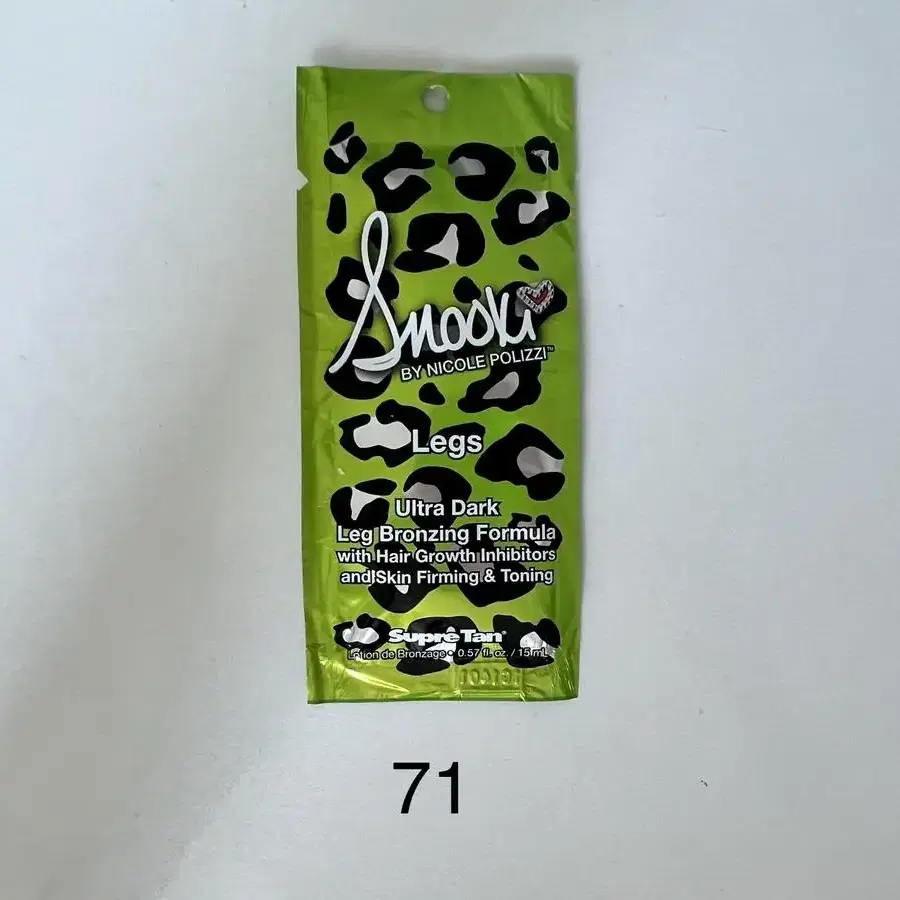 Snooki
BY NICOLE POLIZZI™
Legs
Ultra Dark
Leg Bronzing Formula
with Hair Growth Inhibitors
and Skin Firming & Toning
Supré Tan®
Lotion de Bronzage • 0.57 fl. oz. / 15 mL
71